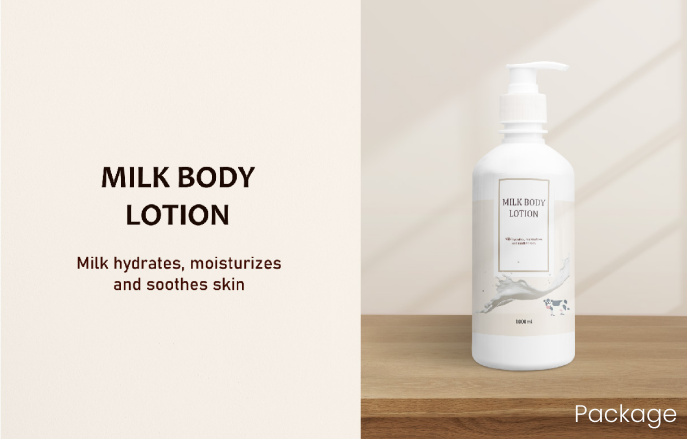 MILK BODY
LOTION
Milk hydrates, moisturizes
and soothes skin
MILK BODY
LOTION
Package